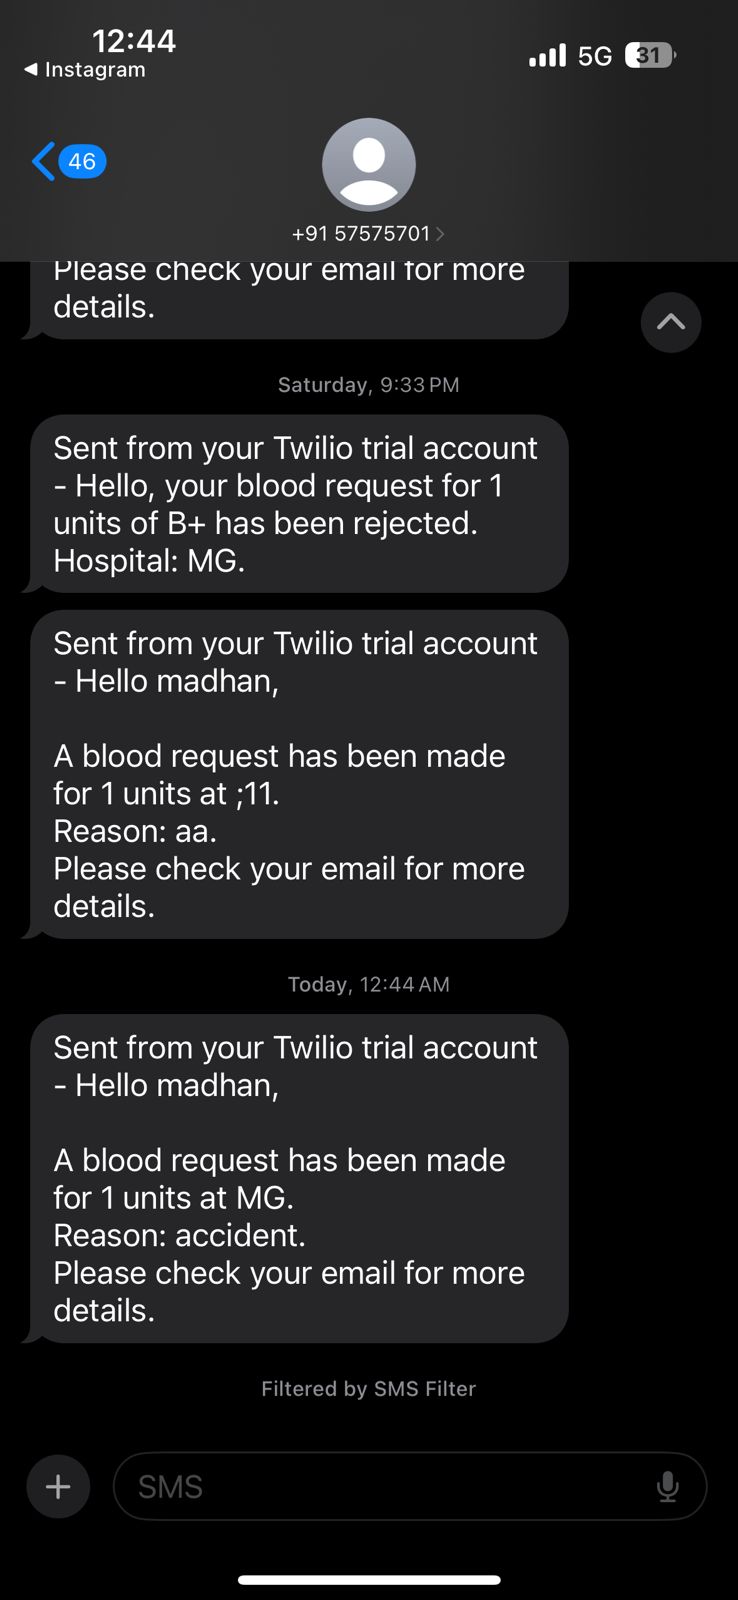 12:44
◀ Instagram
5G
31
46
+91 57575701
Please check your email for more
details.
Saturday, 9:33 PM
Sent from your Twilio trial account
- Hello, your blood request for 1
units of B+ has been rejected.
Hospital: MG.
Sent from your Twilio trial account
- Hello madhan,
A blood request has been made
for 1 units at ;11.
Reason: aa.
Please check your email for more
details.
Today, 12:44 AM
Sent from your Twilio trial account
- Hello madhan,
A blood request has been made
for 1 units at MG.
Reason: accident.
Please check your email for more
details.
Filtered by SMS Filter
SMS